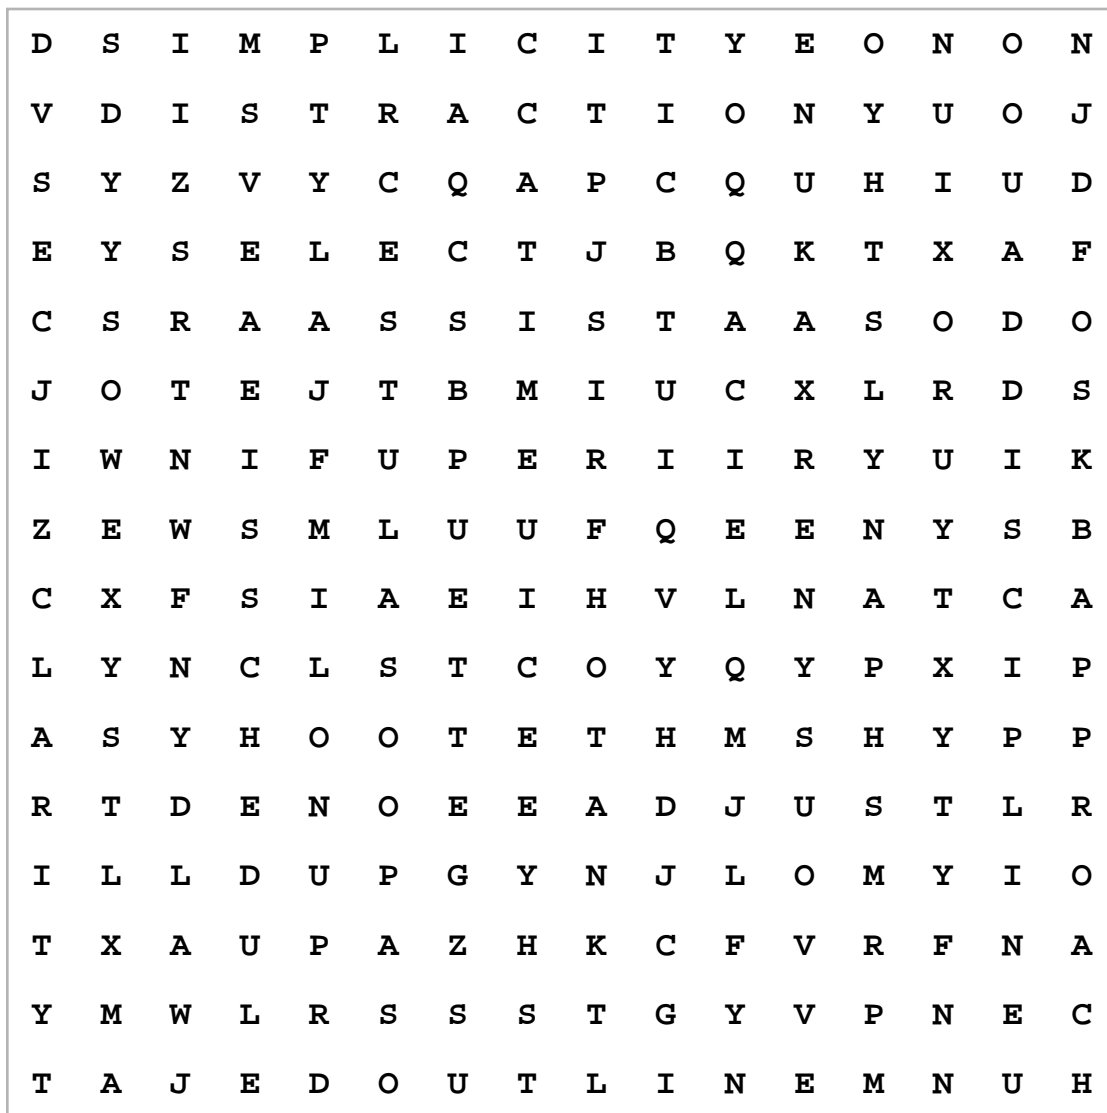 D S I M P L I C I T Y E O N O N
V D I S T R A C T I O N Y U O J
S Y Z V Y C Q A P C Q U H I U D
E Y S E L E C T J B Q K T X A F
C S R A A S S I S T A A S O D O
J O T E J T B M I U C X L R D S
I W N I F U P E R I I R Y U I K
Z E W S M L U U F Q E E N Y S B
C X F S I A E I H V L N A T C A
L Y N C L S T C O Y Q Y P X I P
A S Y H O O T E T H M S H Y P P
R T D E N O E E A D J U S T L R
I L L D U P G Y N J L O M Y I O
T X A U P A Z H K C F V R F N A
Y M W L R S S S T G Y V P N E C
T A J E D O U T L I N E M N U H